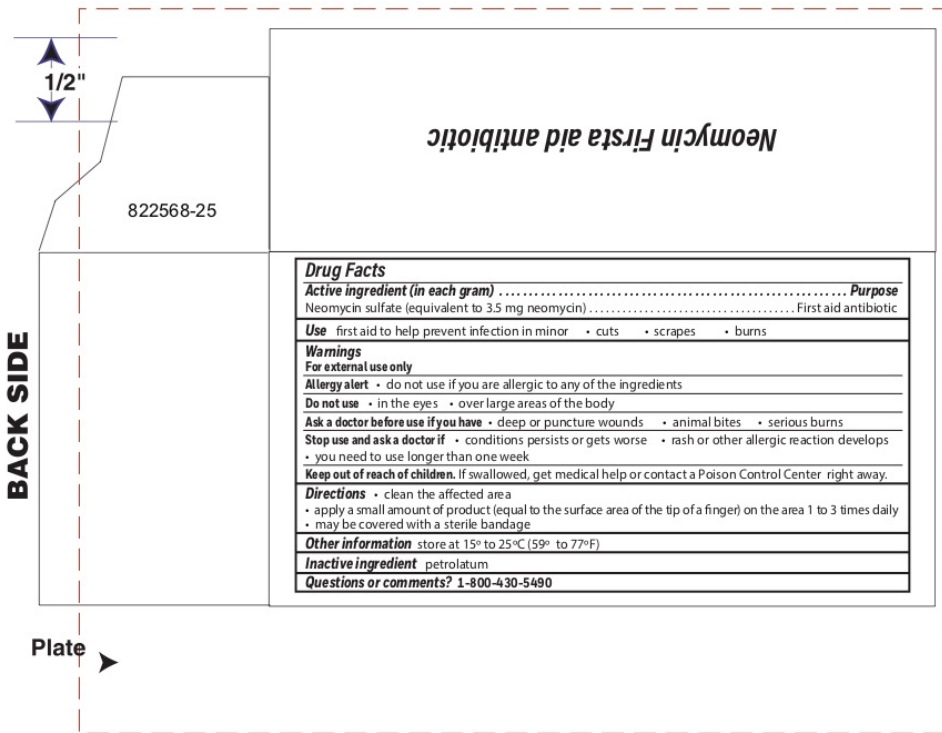 1/2"
Neomycin Firsta aid antibiotic
822568-25
BACK SIDE
Drug Facts
Active ingredient (in each gram) ............................................................ Purpose
Neomycin sulfate (equivalent to 3.5 mg neomycin) .................................... First aid antibiotic
Use first aid to help prevent infection in minor • cuts • scrapes • burns
Warnings
For external use only
Allergy alert • do not use if you are allergic to any of the ingredients
Do not use • in the eyes • over large areas of the body
Ask a doctor before use if you have • deep or puncture wounds • animal bites • serious burns
Stop use and ask a doctor if • conditions persists or gets worse • rash or other allergic reaction develops
• you need to use longer than one week
Keep out of reach of children. If swallowed, get medical help or contact a Poison Control Center right away.
Directions • clean the affected area
• apply a small amount of product (equal to the surface area of the tip of a finger) on the area 1 to 3 times daily
• may be covered with a sterile bandage
Other information store at 15º to 25ºC (59º to 77ºF)
Inactive ingredient petrolatum
Questions or comments? 1-800-430-5490
Plate